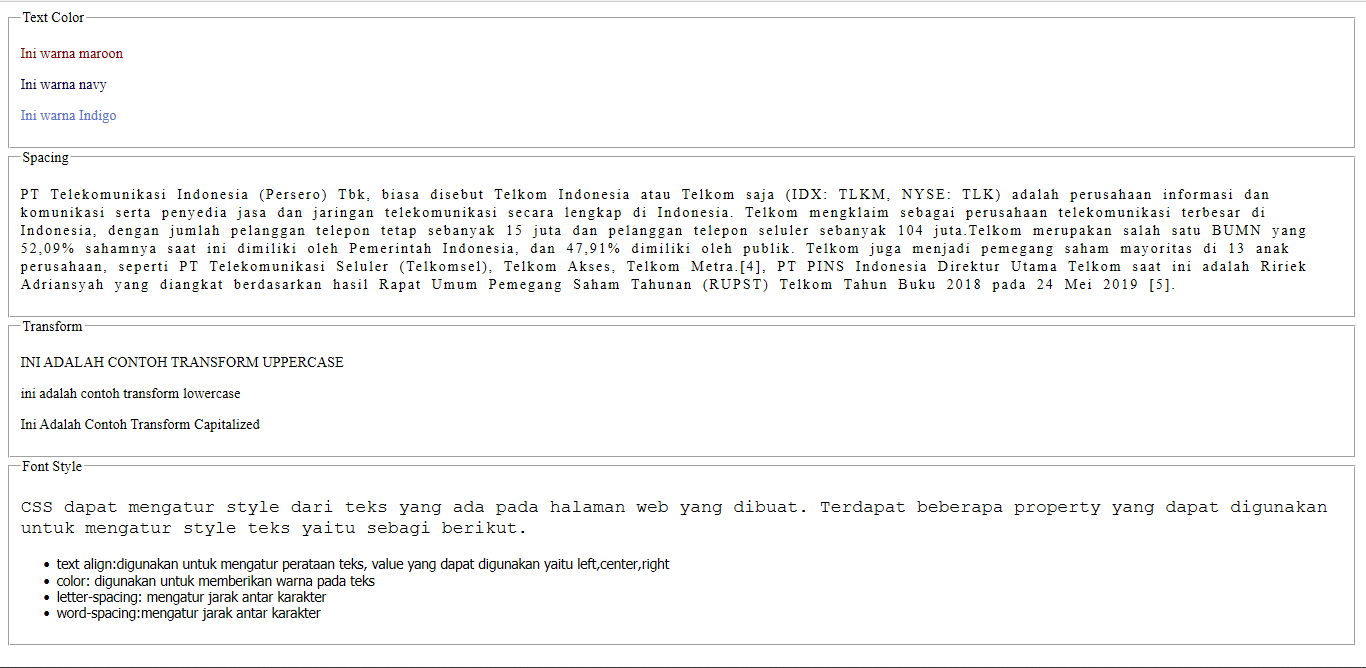 Text Color
Ini warna maroon
Ini warna navy
Ini warna Indigo
Spacing
PT Telekomunikasi Indonesia (Persero) Tbk, biasa disebut Telkom Indonesia atau Telkom saja (IDX: TLKM, NYSE: TLK) adalah perusahaan informasi dan
komunikasi serta penyedia jasa dan jaringan telekomunikasi secara lengkap di Indonesia. Telkom mengklaim sebagai perusahaan telekomunikasi terbesar di
Indonesia, dengan jumlah pelanggan telepon tetap sebanyak 15 juta dan pelanggan telepon seluler sebanyak 104 juta.Telkom merupakan salah satu BUMN yang
52,09% sahamnya saat ini dimiliki oleh Pemerintah Indonesia, dan 47,91% dimiliki oleh publik. Telkom juga menjadi pemegang saham mayoritas di 13 anak
perusahaan, seperti PT Telekomunikasi Seluler (Telkomsel), Telkom Akses, Telkom Metra.[4], PT PINS Indonesia Direktur Utama Telkom saat ini adalah Ririek
Adriansyah yang diangkat berdasarkan hasil Rapat Umum Pemegang Saham Tahunan (RUPST) Telkom Tahun Buku 2018 pada 24 Mei 2019 [5].
Transform
INI ADALAH CONTOH TRANSFORM UPPERCASE
ini adalah contoh transform lowercase
Ini Adalah Contoh Transform Capitalized
Font Style
CSS dapat mengatur style dari teks yang ada pada halaman web yang dibuat. Terdapat beberapa property yang dapat digunakan
untuk mengatur style teks yaitu sebagi berikut.
• text align:digunakan untuk mengatur perataan teks, value yang dapat digunakan yaitu left,center,right
• color: digunakan untuk memberikan warna pada teks
• letter-spacing: mengatur jarak antar karakter
• word-spacing:mengatur jarak antar karakter